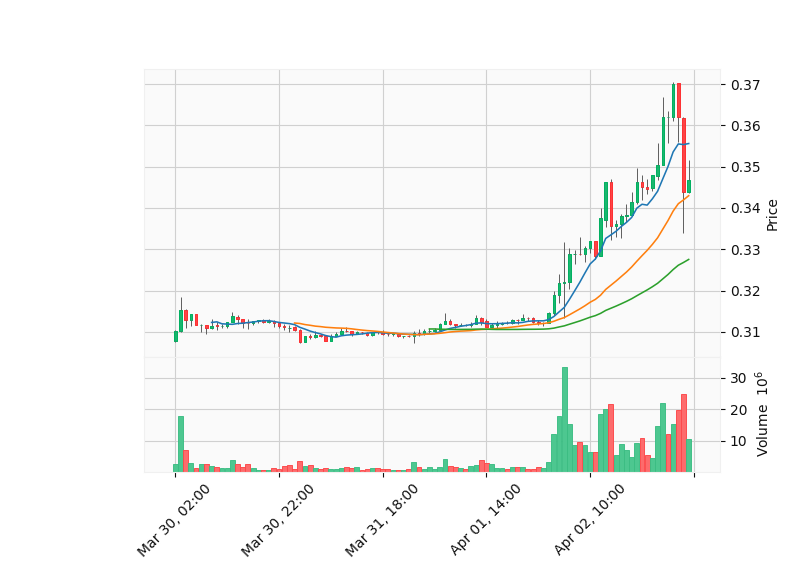 0.37
0.36
0.35
0.34
0.33
0.32
0.31
Price
30
20
10
Volume 10⁶
Mar 30, 02:00
Mar 30, 22:00
Mar 31, 18:00
Apr 01, 14:00
Apr 02, 10:00